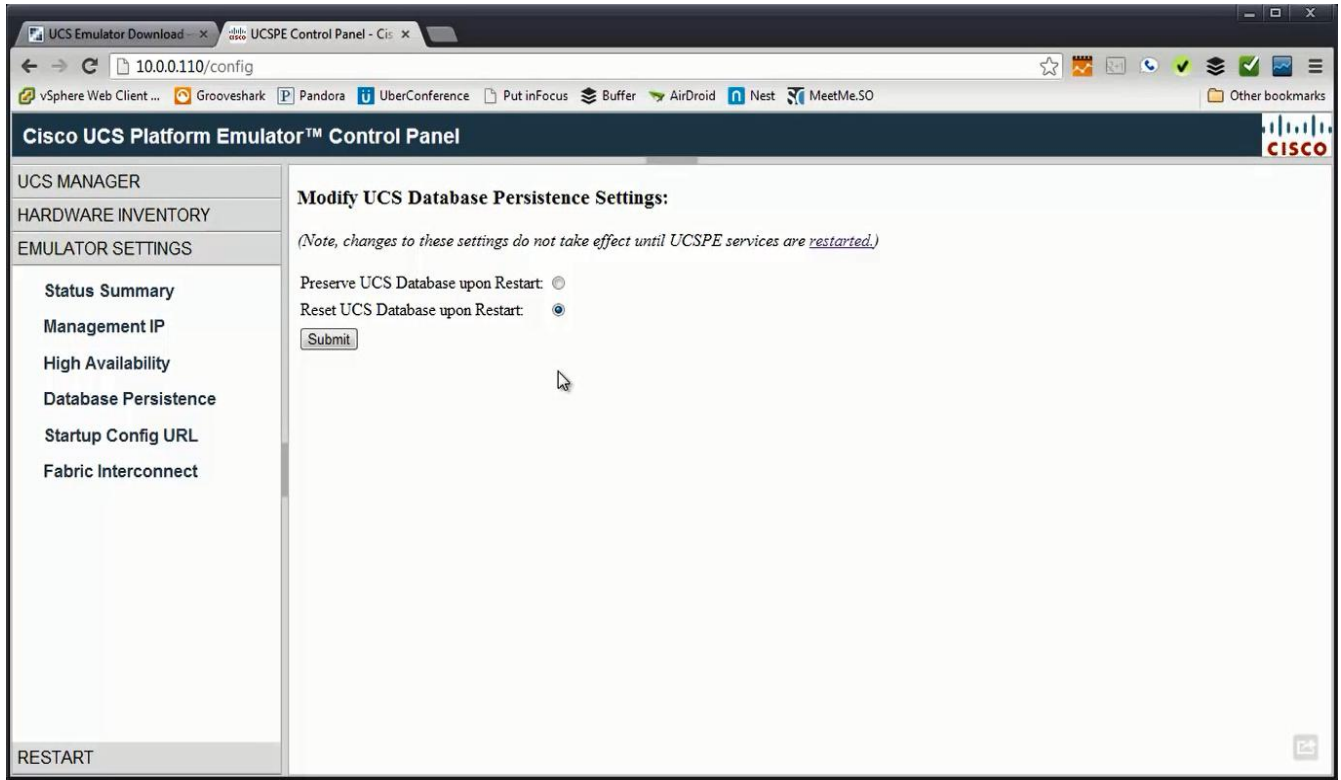 UCS Emulator Download -
UCSPE Control Panel - Cis
10.0.0.110/config
vSphere Web Client ... Grooveshark Pandora UberConference Put inFocus Buffer AirDroid Nest MeetMe.SO Other bookmarks
Cisco UCS Platform Emulator™ Control Panel
CISCO
UCS MANAGER
HARDWARE INVENTORY
EMULATOR SETTINGS
Status Summary
Management IP
High Availability
Database Persistence
Startup Config URL
Fabric Interconnect
RESTART
Modify UCS Database Persistence Settings:
(Note, changes to these settings do not take effect until UCSPE services are restarted.)
Preserve UCS Database upon Restart:
Reset UCS Database upon Restart:
Submit